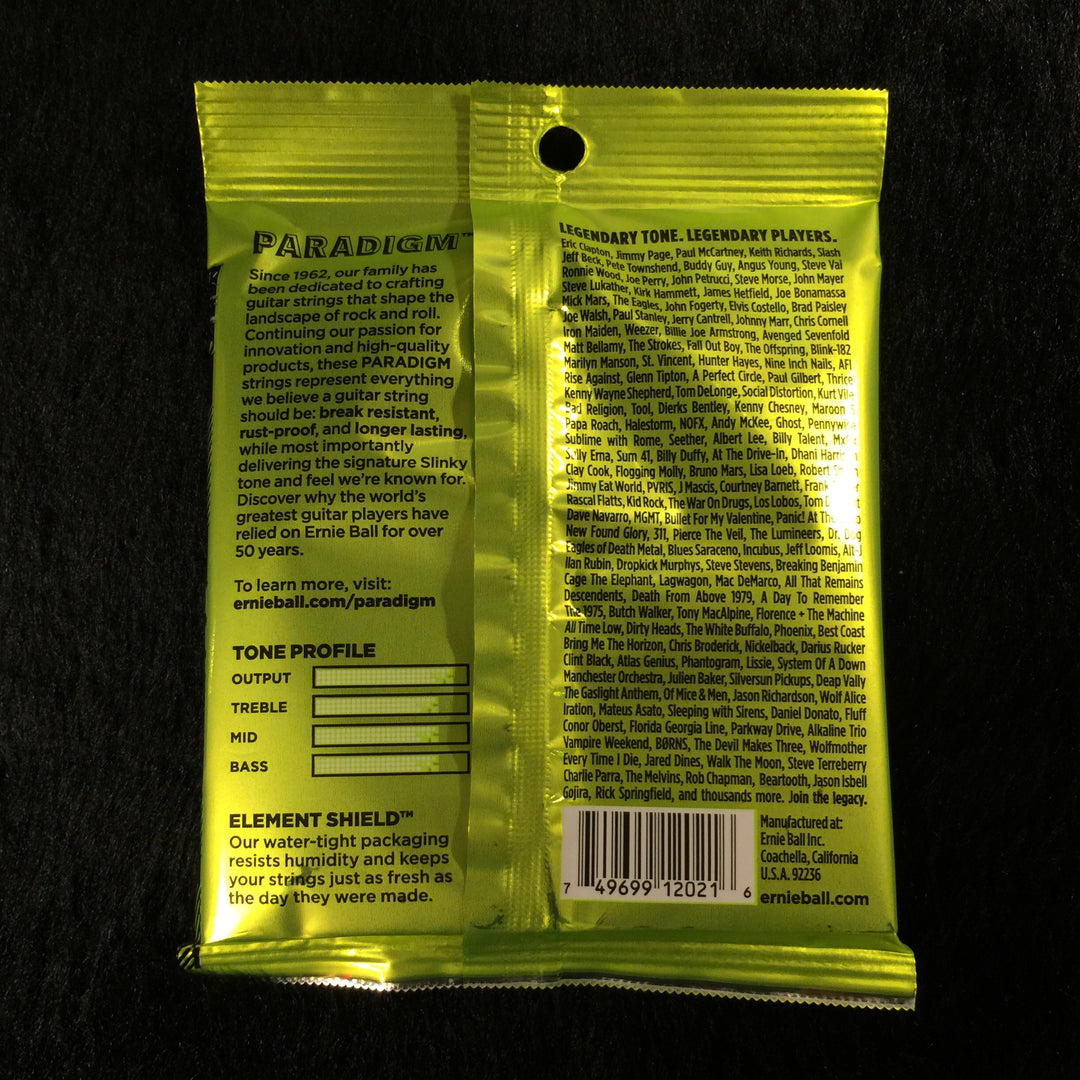 PARADIGM™
Since 1962, our family has
been dedicated to crafting
guitar strings that shape the
landscape of rock and roll.
Continuing our passion for
innovation and high-quality
products, these PARADIGM
strings represent everything
we believe a guitar string
should be: break resistant,
rust-proof, and longer lasting,
while most importantly
delivering the signature Slinky
tone and feel we're known for.
Discover why the world's
greatest guitar players have
relied on Ernie Ball for over
50 years.
To learn more, visit:
ernieball.com/paradigm
TONE PROFILE
OUTPUT
TREBLE
MID
BASS
ELEMENT SHIELD™
Our water-tight packaging
resists humidity and keeps
your strings just as fresh as
the day they were made.
LEGENDARY TONE. LEGENDARY PLAYERS.
Eric Clapton, Jimmy Page, Paul McCartney, Keith Richards, Slash
Jeff Beck, Pete Townshend, Buddy Guy, Angus Young, Steve Vai
Ronnie Wood, Joe Perry, John Petrucci, Steve Morse, John Mayer
Steve Lukather, Kirk Hammett, James Hetfield, Joe Bonamassa
Mick Mars, The Eagles, John Fogerty, Elvis Costello, Brad Paisley
Joe Walsh, Paul Stanley, Jerry Cantrell, Johnny Marr, Chris Cornell
Iron Maiden, Weezer, Billie Joe Armstrong, Avenged Sevenfold
Matt Bellamy, The Strokes, Fall Out Boy, The Offspring, Blink-182
Marilyn Manson, St. Vincent, Hunter Hayes, Nine Inch Nails, AFI
Rise Against, Glenn Tipton, A Perfect Circle, Paul Gilbert, Thrice
Kenny Wayne Shepherd, Tom DeLonge, Social Distortion, Kurt Vile
Bad Religion, Tool, Dierks Bentley, Kenny Chesney, Maroon 5
Papa Roach, Halestorm, NOFX, Andy McKee, Ghost, Pennywise
Sublime with Rome, Seether, Albert Lee, Billy Talent,
Sully Erna, Sum 41, Billy Duffy, At The Drive-In, Dhani Harrison
Clay Cook, Flogging Molly, Bruno Mars, Lisa Loeb, Robert
Jimmy Eat World, PVRIS, J Mascis, Courtney Barnett, Frank
Rascal Flatts, Kid Rock, The War On Drugs, Los Lobos, Tom
Dave Navarro, MGMT, Bullet For My Valentine, Panic! At The
New Found Glory, 311, Pierce The Veil, The Lumineers, Dr. Dog
Eagles of Death Metal, Blues Saraceno, Incubus, Jeff Loomis, Alt-J
Ilan Rubin, Dropkick Murphys, Steve Stevens, Breaking Benjamin
Cage The Elephant, Lagwagon, Mac DeMarco, All That Remains
Descendents, Death From Above 1979, A Day To Remember
The 1975, Butch Walker, Tony MacAlpine, Florence + The Machine
All Time Low, Dirty Heads, The White Buffalo, Phoenix, Best Coast
Bring Me The Horizon, Chris Broderick, Nickelback, Darius Rucker
Clint Black, Atlas Genius, Phantogram, Lissie, System Of A Down
Manchester Orchestra, Julien Baker, Silversun Pickups, Deap Vally
The Gaslight Anthem, Of Mice & Men, Jason Richardson, Wolf Alice
Iration, Mateus Asato, Sleeping with Sirens, Daniel Donato, Fluff
Conor Oberst, Florida Georgia Line, Parkway Drive, Alkaline Trio
Vampire Weekend, BØRNS, The Devil Makes Three, Wolfmother
Every Time I Die, Jared Dines, Walk The Moon, Steve Terreberry
Charlie Parra, The Melvins, Rob Chapman, Beartooth, Jason Isbell
Gojira, Rick Springfield, and thousands more. Join the legacy.
7 49699 12021 6
Manufactured at:
Ernie Ball Inc.
Coachella, California
U.S.A. 92236
ernieball.com